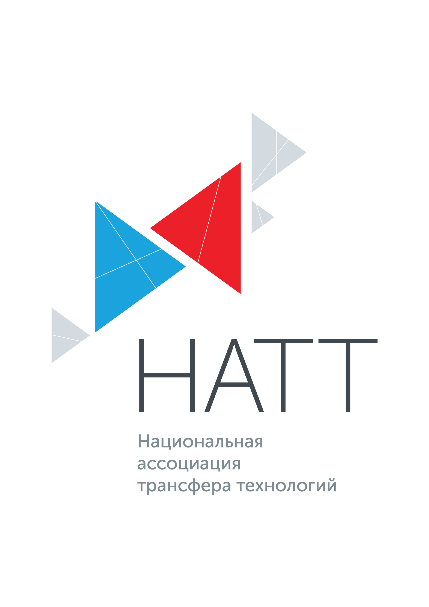 НАТТ
Национальная
ассоциация
трансфера технологий